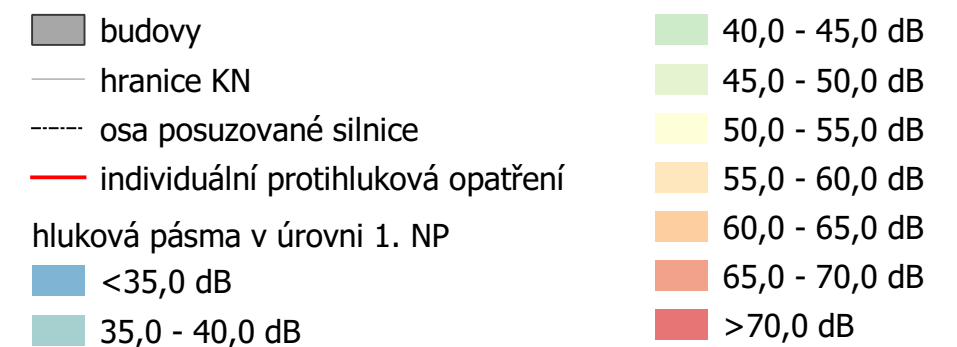 budovy
hranice KN
osa posuzované silnice
individuální protihluková opatření
hluková pásma v úrovni 1. NP
<35,0 dB
35,0 - 40,0 dB
40,0 - 45,0 dB
45,0 - 50,0 dB
50,0 - 55,0 dB
55,0 - 60,0 dB
60,0 - 65,0 dB
65,0 - 70,0 dB
>70,0 dB